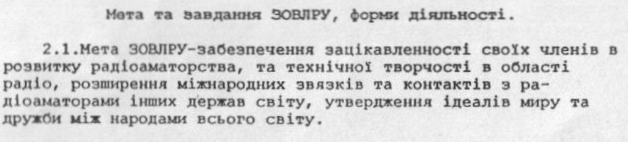 Мета та завдання ЗОВЛРУ, форми діяльності.
2.1.Мета ЗОВЛРУ-забезпечення зацікавленності своїх членів в
розвитку радіоаматорства, та технічної творчості в області
радіо, розширення міжнародних звязків та контактів з ра-
діоаматорами інших держав світу, утвердження ідеалів миру та
дружби між народами всього світу.